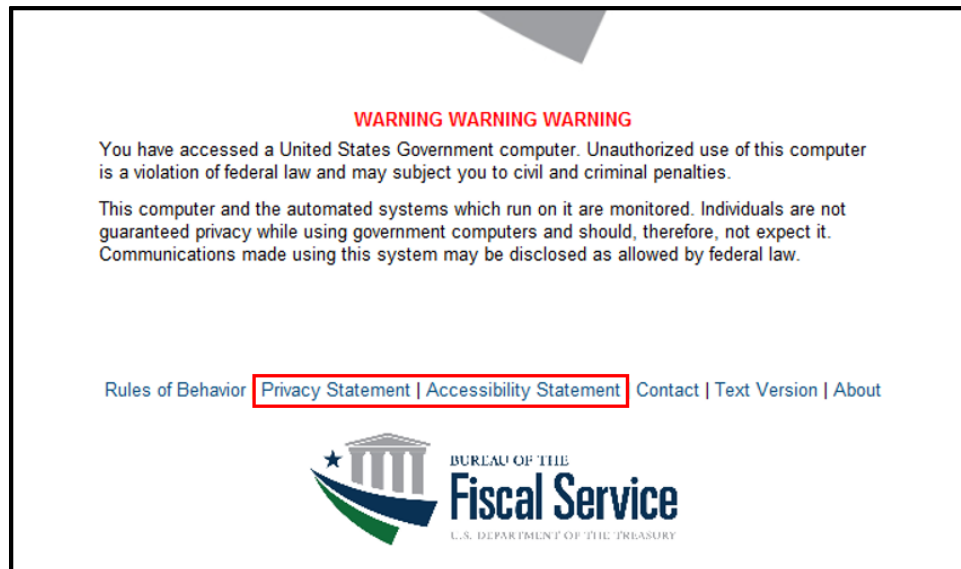 WARNING WARNING WARNING
You have accessed a United States Government computer. Unauthorized use of this computer
is a violation of federal law and may subject you to civil and criminal penalties.
This computer and the automated systems which run on it are monitored. Individuals are not
guaranteed privacy while using government computers and should, therefore, not expect it.
Communications made using this system may be disclosed as allowed by federal law.
Rules of Behavior Privacy Statement | Accessibility Statement Contact | Text Version | About
BUREAU OF THE
Fiscal Service
U.S. DEPARTMENT OF THE TREASURY